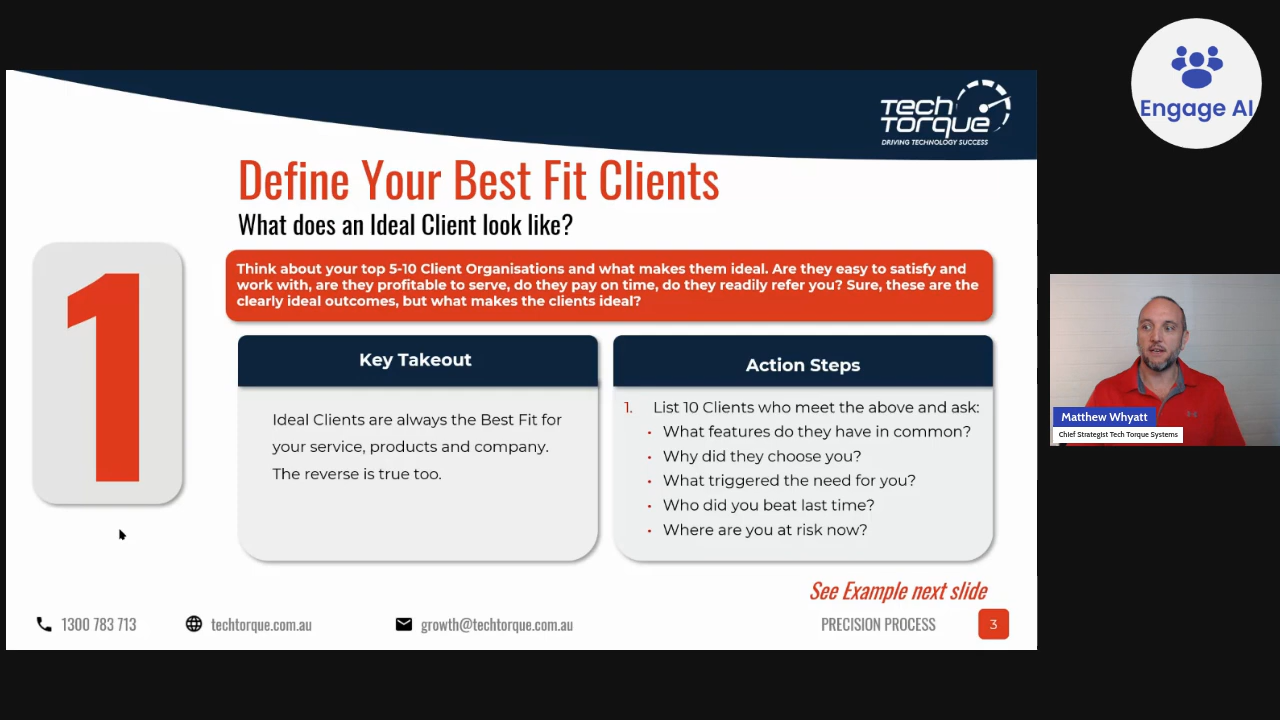 Engage AI
Tech
Torque
DRIVING TECHNOLOGY SUCCESS
Define Your Best Fit Clients
What does an Ideal Client look like?
1
Think about your top 5-10 Client Organisations and what makes them ideal. Are they easy to satisfy and
work with, are they profitable to serve, do they pay on time, do they readily refer you? Sure, these are the
clearly ideal outcomes, but what makes the clients ideal?
Key Takeout
Ideal Clients are always the Best Fit for
your service, products and company.
The reverse is true too.
Action Steps
1. List 10 Clients who meet the above and ask:
• What features do they have in common?
• Why did they choose you?
• What triggered the need for you?
• Who did you beat last time?
• Where are you at risk now?
See Example next slide
1300 783 713
techtorque.com.au
growth@techtorque.com.au
PRECISION PROCESS
3
Matthew Whyatt
Chief Strategist Tech Torque Systems